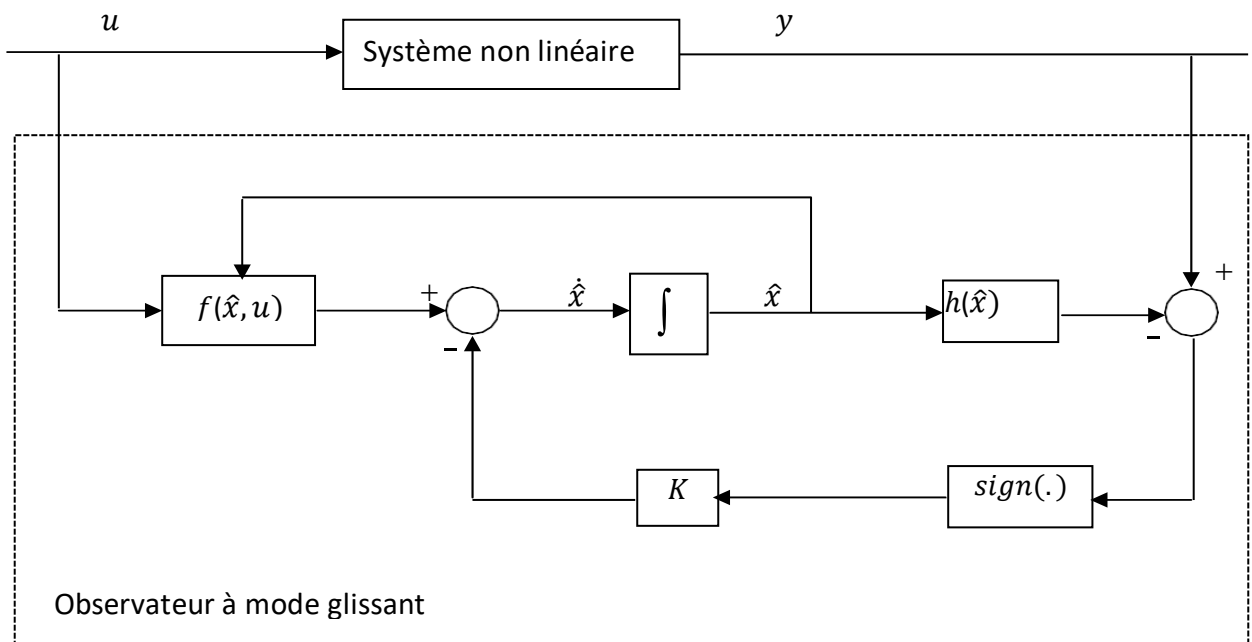 u
y
Système non linéaire
f(x̂, u)
+
−
x̂̇
∫
x̂
h(x̂)
+
−
K
sign(.)
Observateur à mode glissant